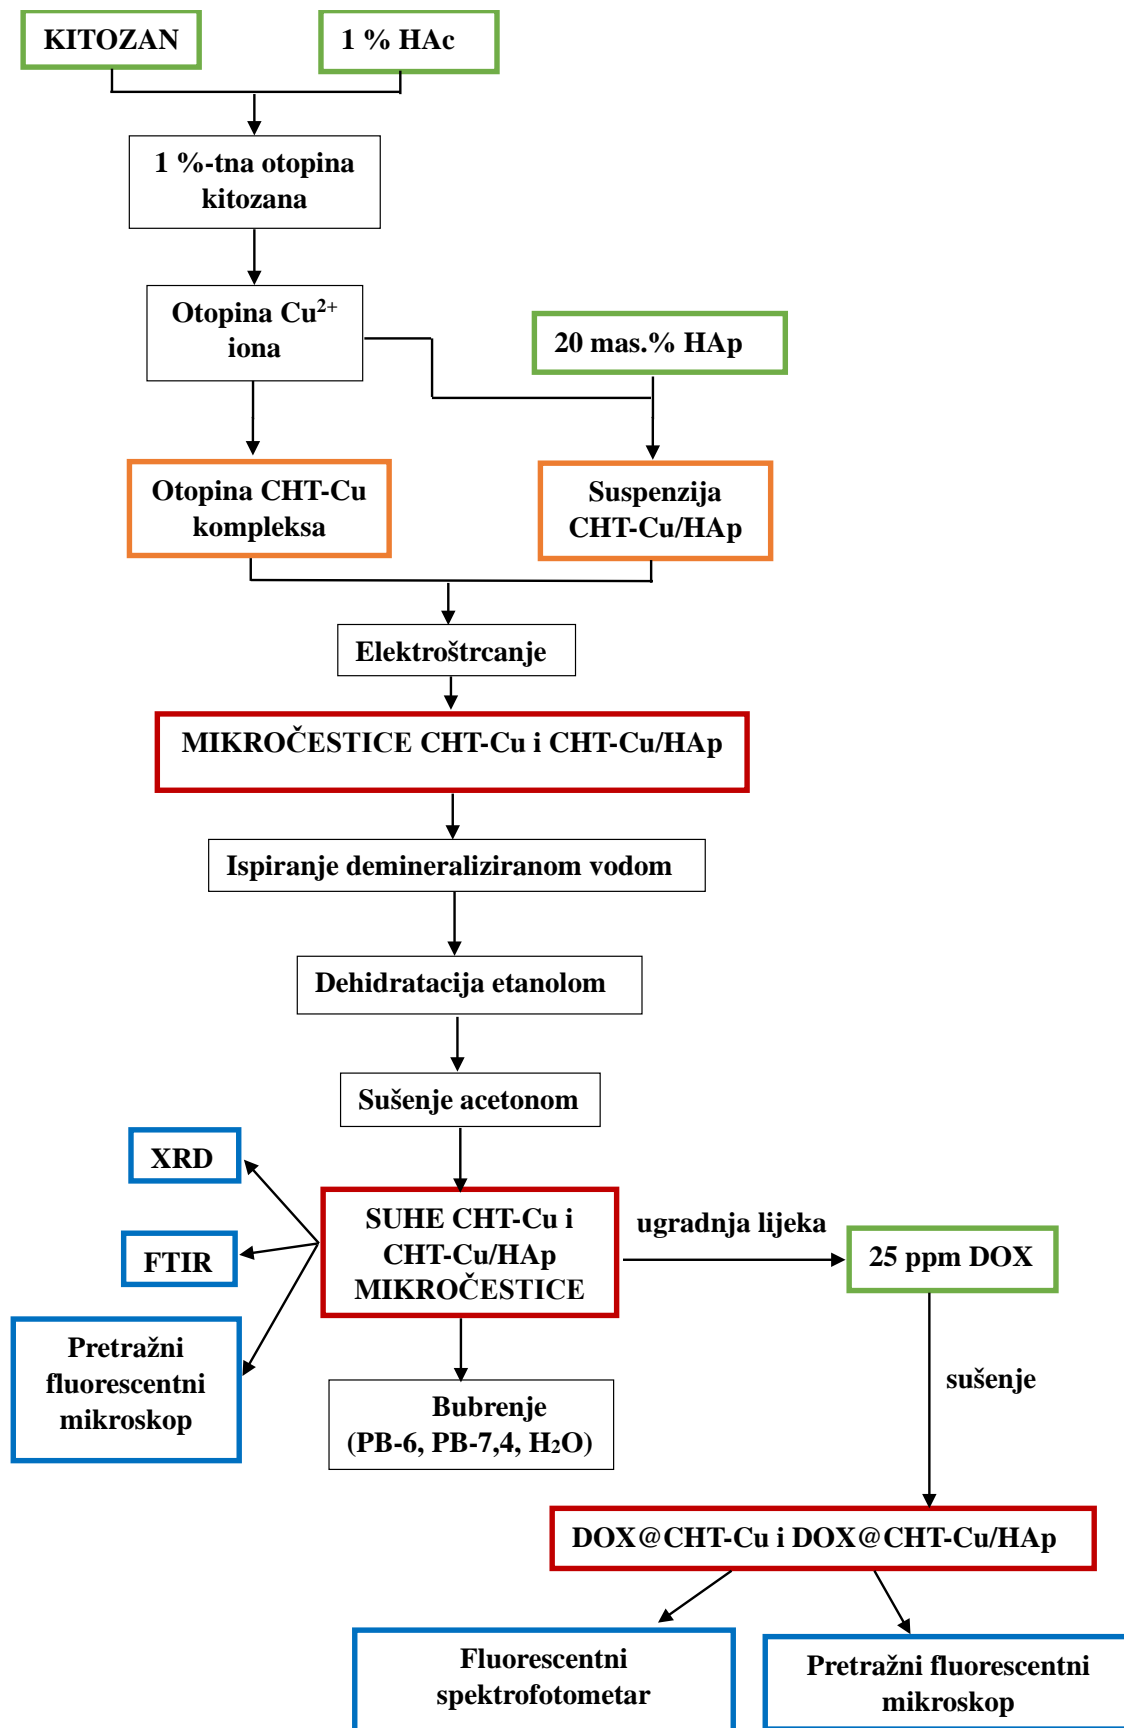 KITOZAN
1 % HAc
1 %-tna otopina
kitozana
Otopina Cu²⁺
iona
20 mas.% HAp
Otopina CHT-Cu
kompleksa
Suspenzija
CHT-Cu/HAp
Elektroštrcanje
MIKROČESTICE CHT-Cu i CHT-Cu/HAp
Ispiranje demineraliziranom vodom
Dehidratacija etanolom
Sušenje acetonom
XRD
FTIR
Pretražni
fluorescentni
mikroskop
SUHE CHT-Cu i
CHT-Cu/HAp
MIKROČESTICE
ugradnja lijeka
25 ppm DOX
Bubrenje
(PB-6, PB-7,4, H₂O)
sušenje
DOX@CHT-Cu i DOX@CHT-Cu/HAp
Fluorescentni
spektrofotometar
Pretražni fluorescentni
mikroskop